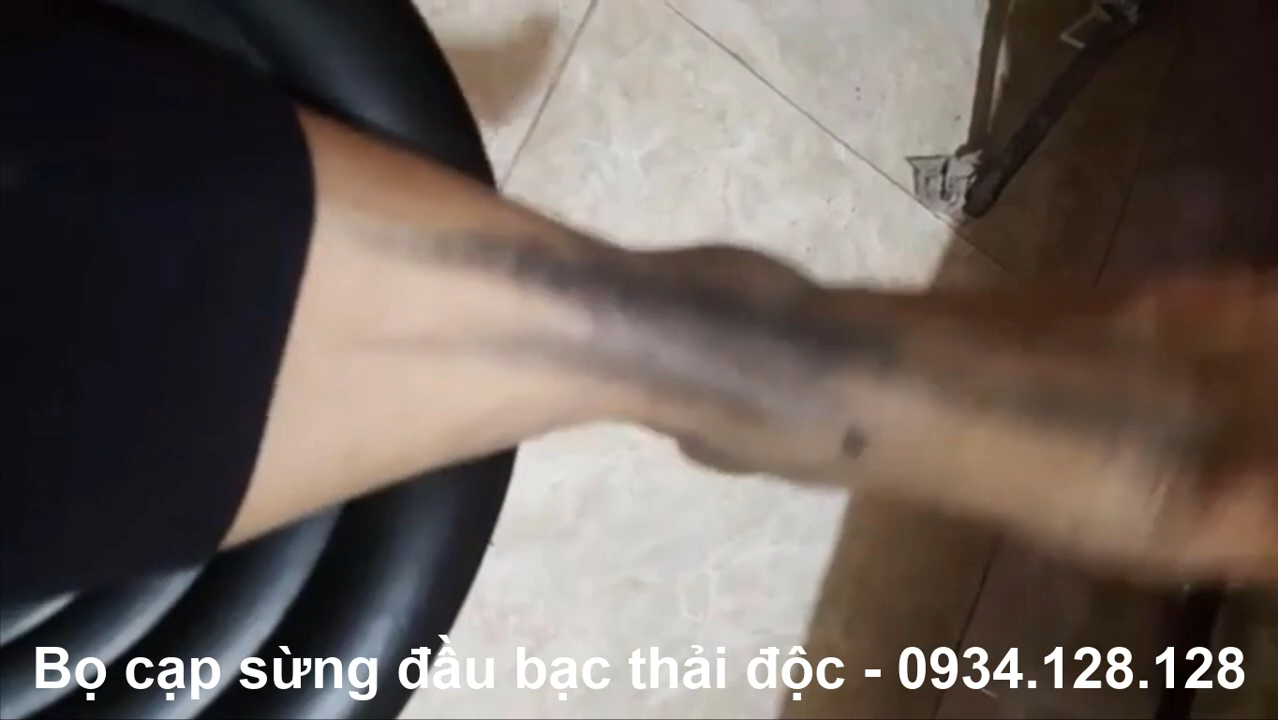 Bọ cạp sừng đầu bạc thải độc - 0934.128.128